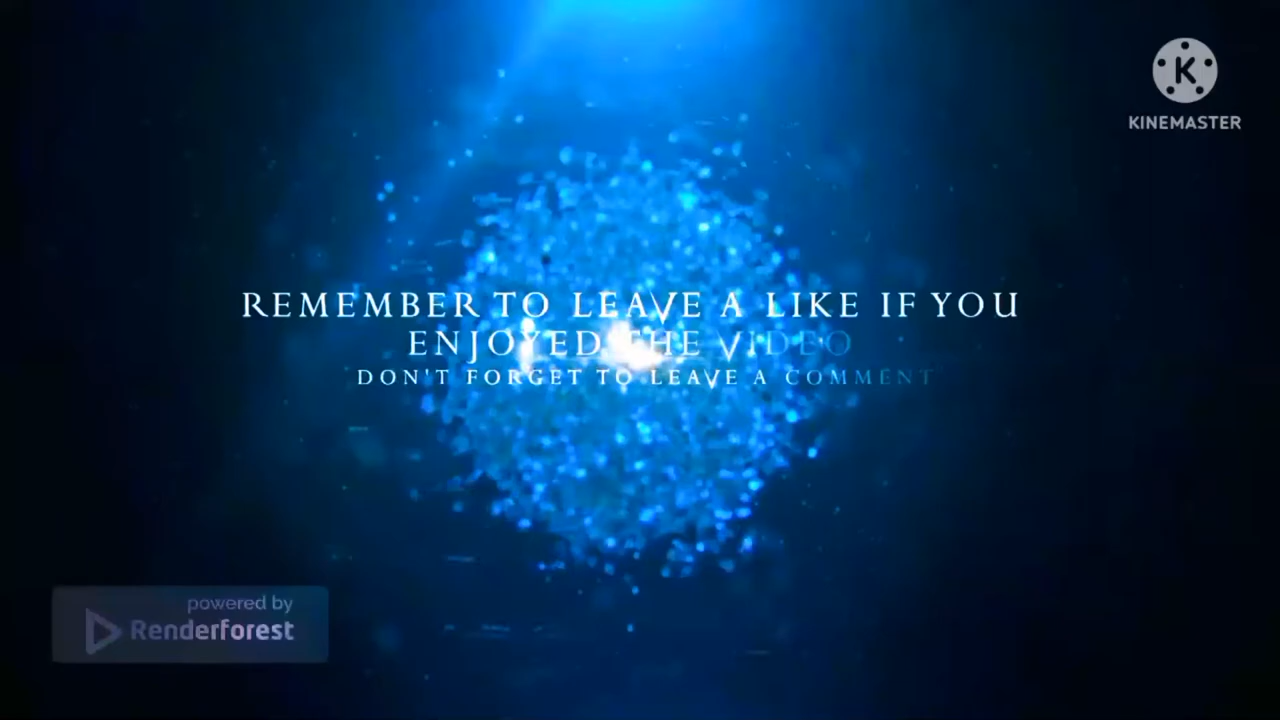 KINEMASTER
REMEMBER TO LEAVE A LIKE IF YOU
ENJOYED THE VIDEO
DON'T FORGET TO LEAVE A COMMENT
powered by
Renderforest